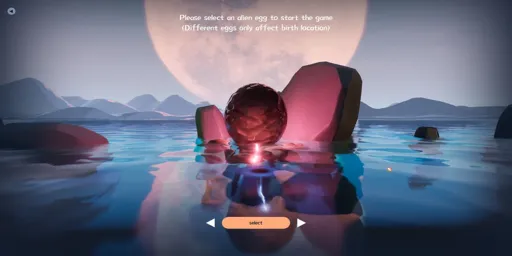 Please select an alien egg to start the game
(Different eggs only affect birth location)
select